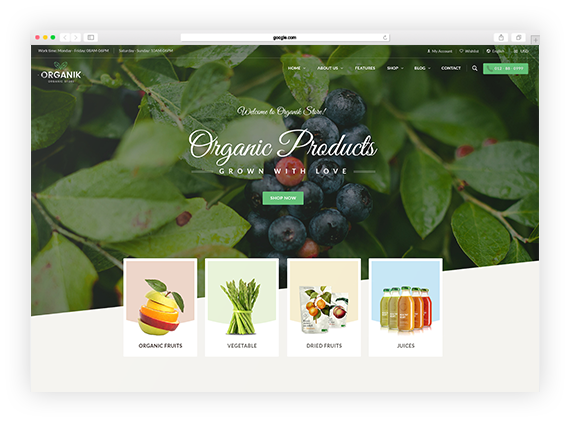 google.com
Work time: Monday - Friday: 08AM-06PM
Saturday - Sunday: 10AM-06PM
My Account
Wishlist
English
USD
ORGANIK
HOME ABOUT US FEATURES SHOP BLOG CONTACT
Welcome to Organik Store!
Organic Products
GROWN WITH LOVE
SHOP NOW
ORGANIC FRUITS
VEGETABLE
DRIED FRUITS
JUICES